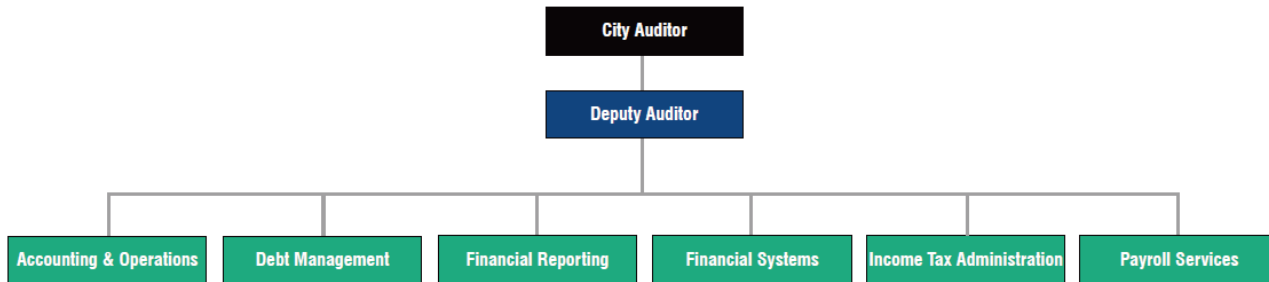 City Auditor
Deputy Auditor
Accounting & Operations
Debt Management
Financial Reporting
Financial Systems
Income Tax Administration
Payroll Services